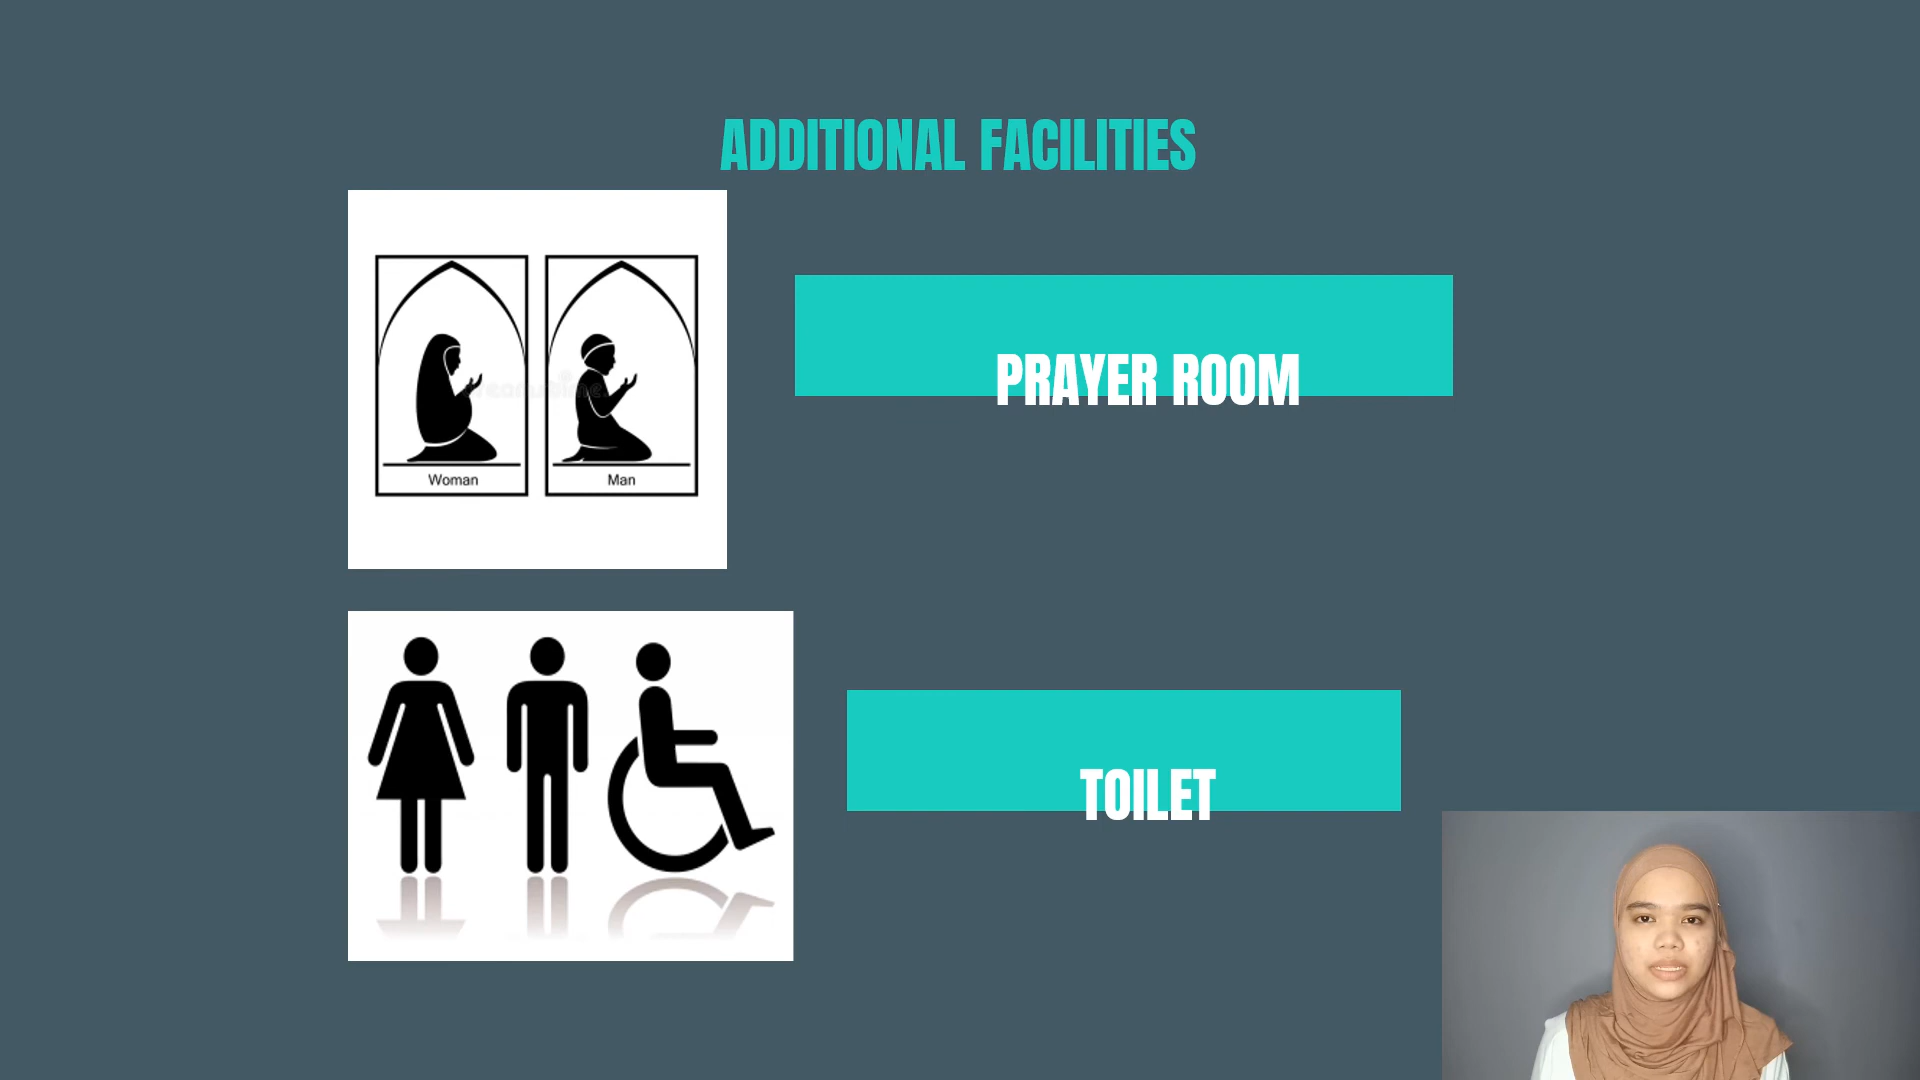 ADDITIONAL FACILITIES
PRAYER ROOM
Woman
Man
TOILET